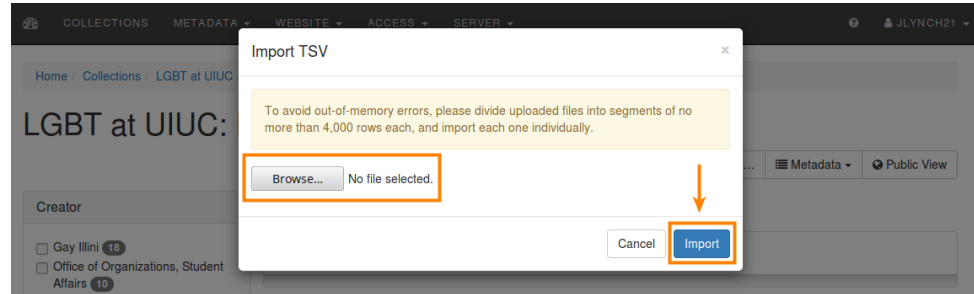 COLLECTIONS METADATA WEBSITE ACCESS SERVER JLYNCH21
Import TSV ×
Home / Collections / LGBT at UIUC
To avoid out-of-memory errors, please divide uploaded files into segments of no
more than 4,000 rows each, and import each one individually.
LGBT at UIUC:
Browse... No file selected.
... Metadata Public View
Creator
Cancel Import
Gay Illini 18
Office of Organizations, Student
Affairs 10